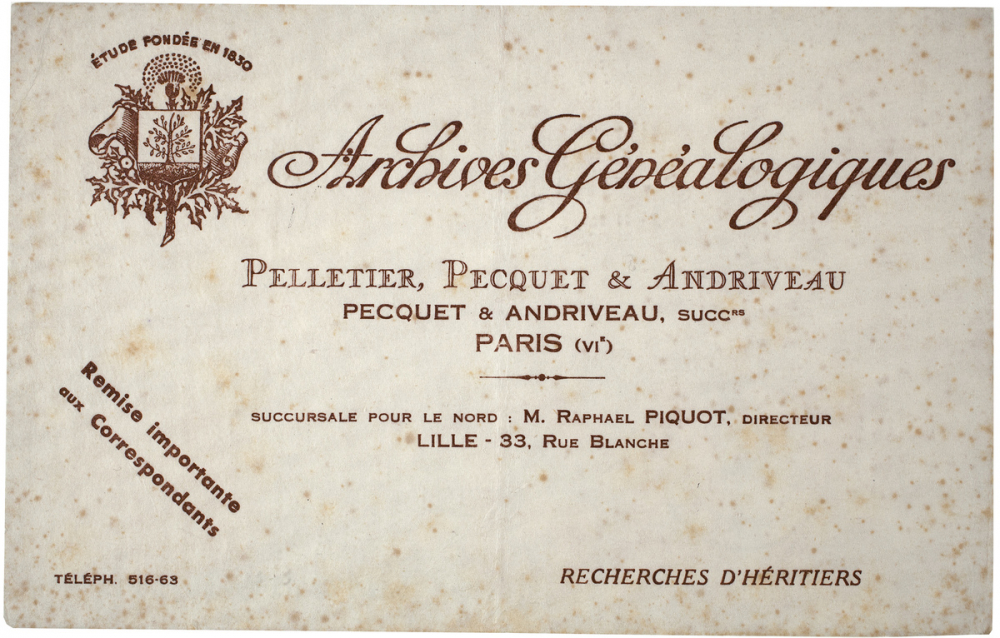 ÉTUDE FONDÉE EN 1830
Archives Généalogiques
PELLETIER, PECQUET & ANDRIVEAU
PECQUET & ANDRIVEAU, SUCCRS
PARIS (VIe)
SUCCURSALE POUR LE NORD : M. RAPHAEL PIQUOT, DIRECTEUR
LILLE - 33, RUE BLANCHE
Remise importante
aux Correspondants
TÉLÉPH. 516-63
RECHERCHES D'HÉRITIERS